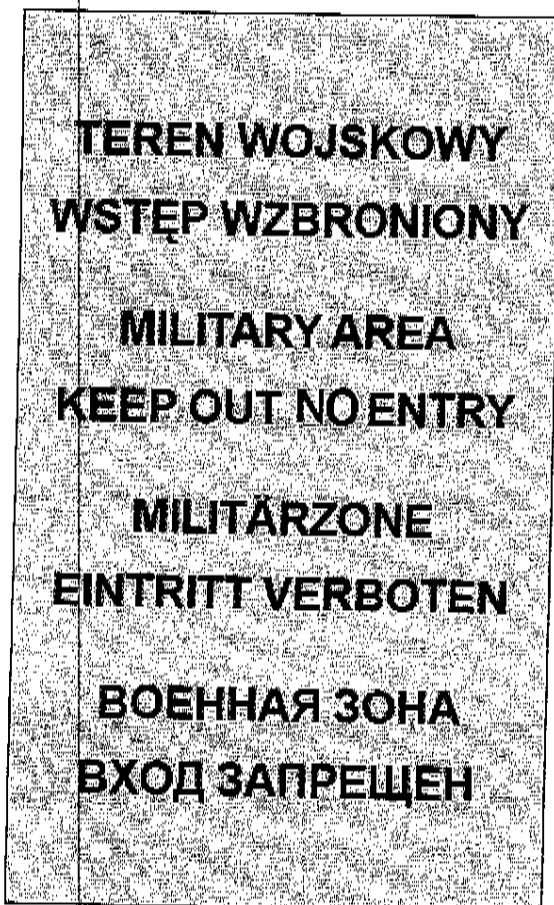 TEREN WOJSKOWY
WSTĘP WZBRONIONY
MILITARY AREA
KEEP OUT NO ENTRY
MILITÄRZONE
EINTRITT VERBOTEN
ВОЕННАЯ ЗОНА
ВХОД ЗАПРЕЩЕН